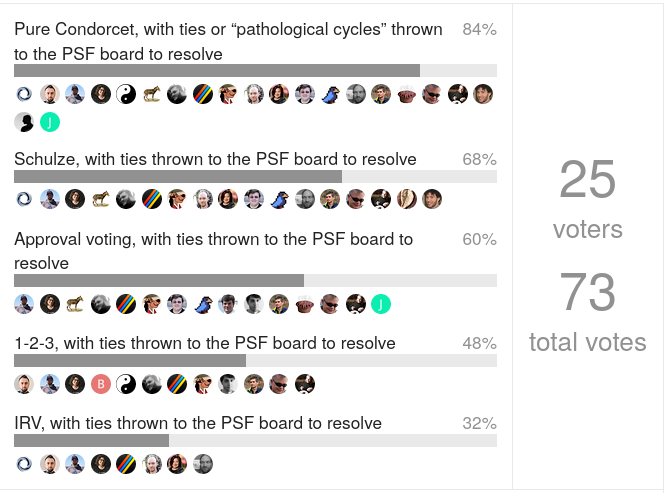 Pure Condorcet, with ties or “pathological cycles” thrown 84%
to the PSF board to resolve
J
Schulze, with ties thrown to the PSF board to resolve 68%
Approval voting, with ties thrown to the PSF board to 60%
resolve
J
1-2-3, with ties thrown to the PSF board to resolve 48%
B
IRV, with ties thrown to the PSF board to resolve 32%
25
voters
73
total votes